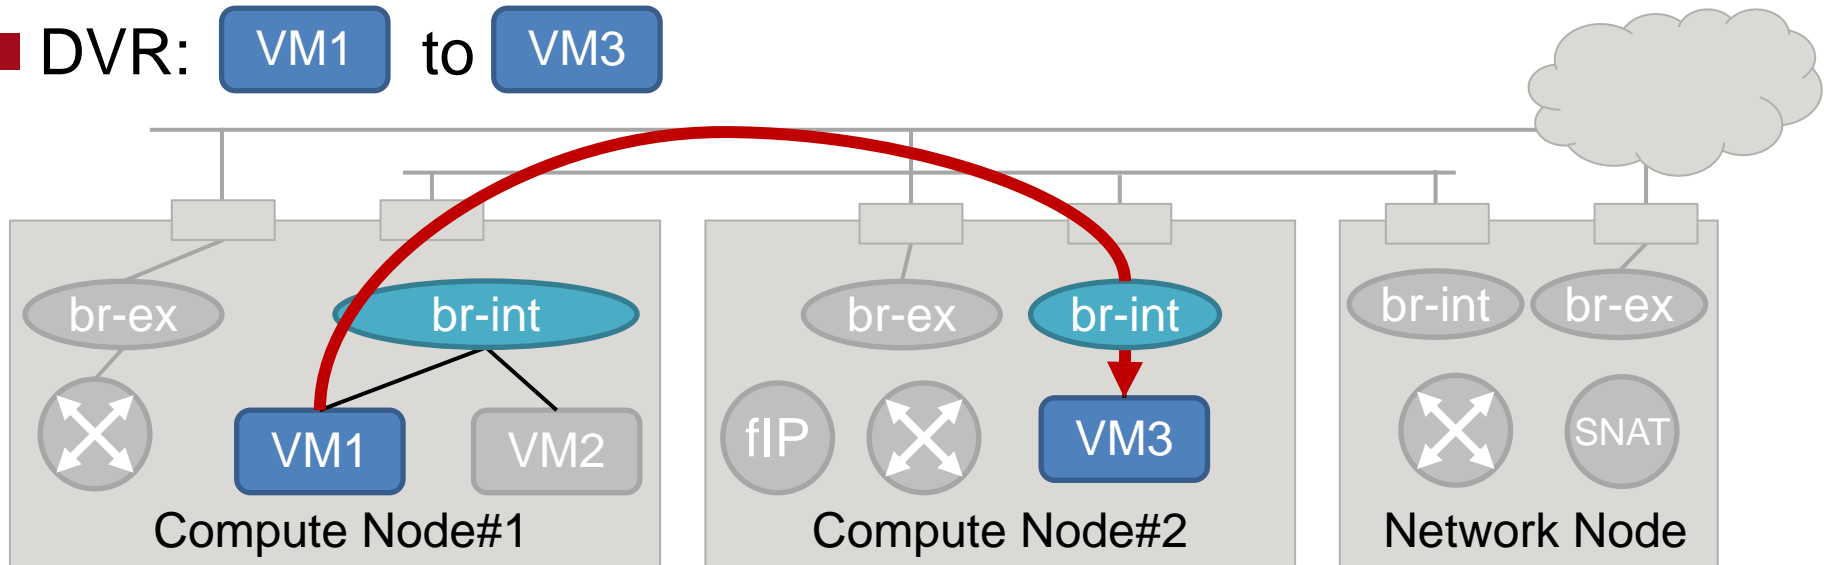 DVR: VM1 to VM3
br-ex br-int br-ex br-int br-int br-ex
VM1 VM2 fIP VM3 SNAT
Compute Node#1 Compute Node#2 Network Node